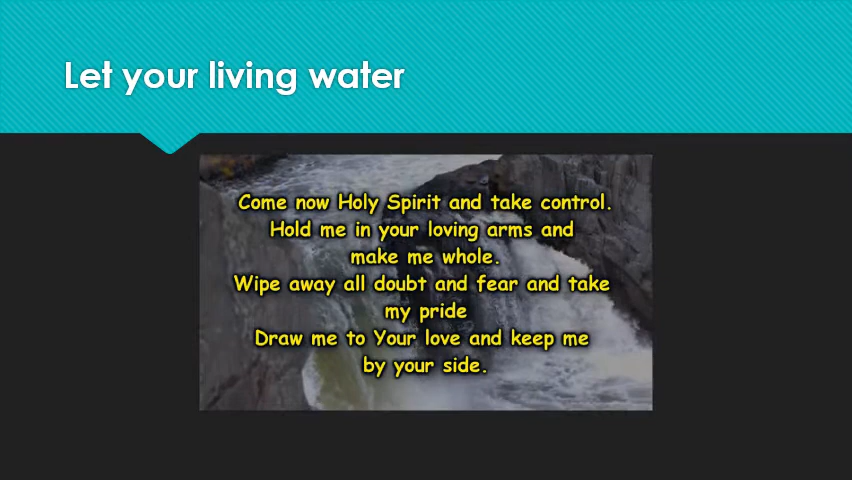 Let your living water
Come now Holy Spirit and take control.
Hold me in your loving arms and
make me whole.
Wipe away all doubt and fear and take
my pride
Draw me to Your love and keep me
by your side.